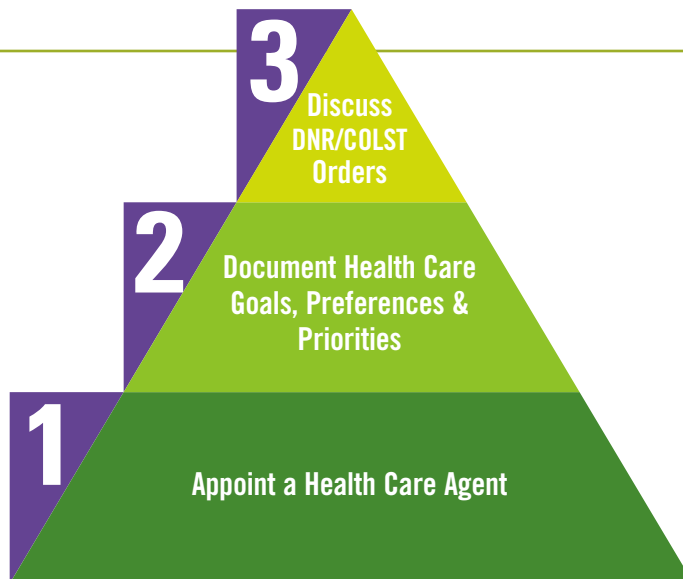 3
Discuss
DNR/COLST
Orders
2
Document Health Care
Goals, Preferences &
Priorities
1
Appoint a Health Care Agent